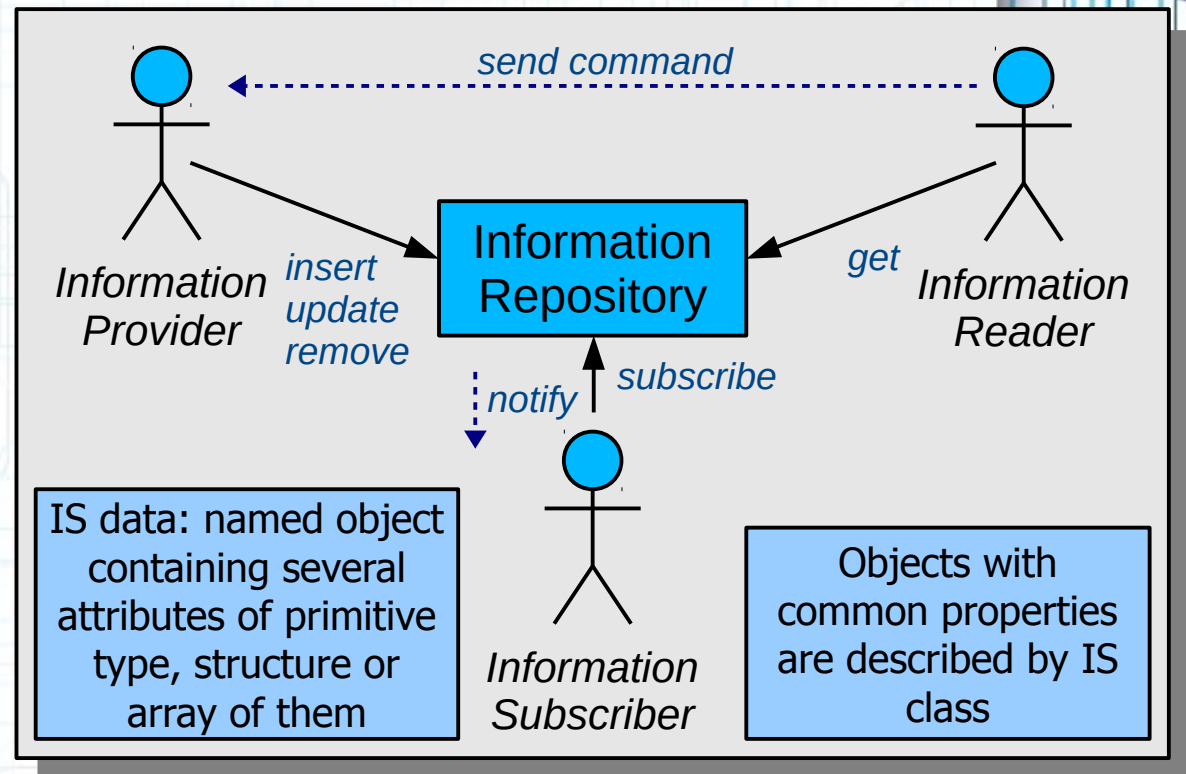 send command
Information
Repository
insert
update
remove
get
Information
Provider
Information
Reader
subscribe
notify
IS data: named object
containing several
attributes of primitive
type, structure or
array of them
Information
Subscriber
Objects with
common properties
are described by IS
class